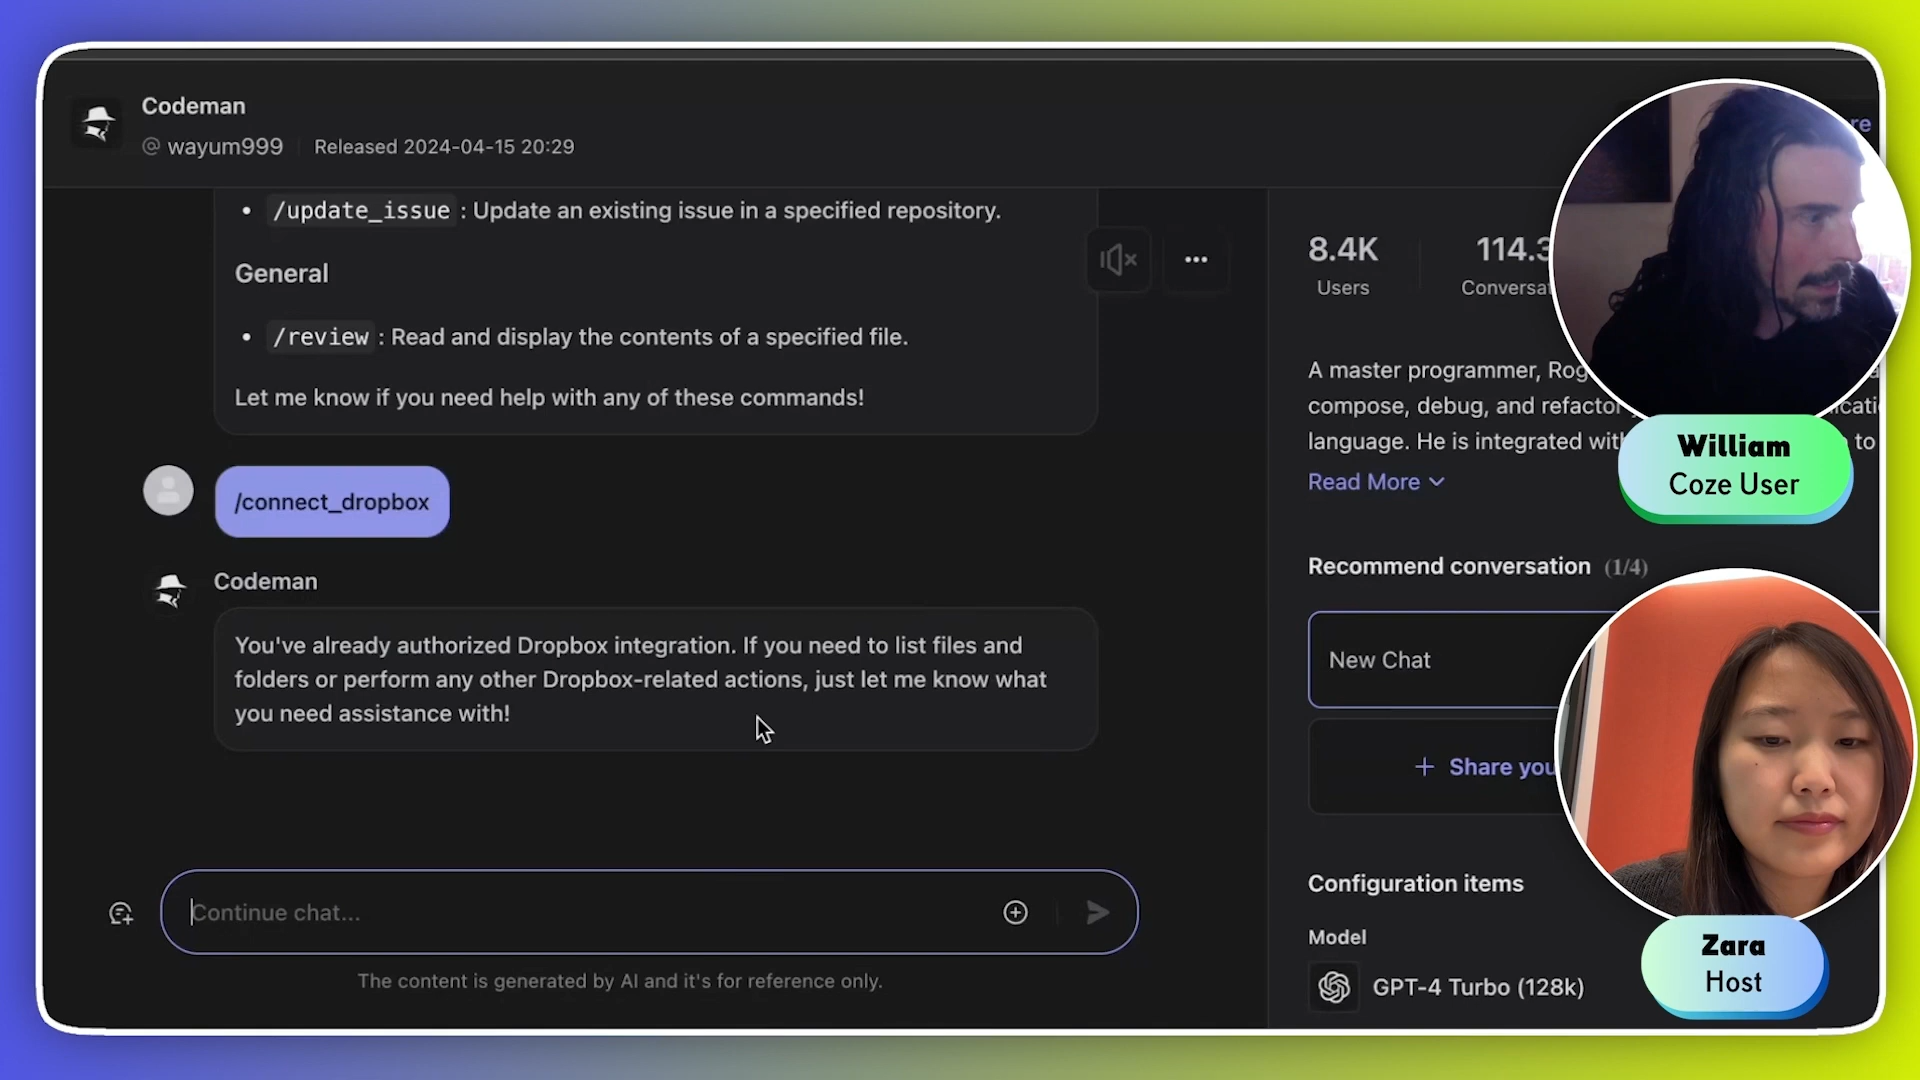 Codeman
@ wayum999 Released 2024-04-15 20:29
re
• /update_issue : Update an existing issue in a specified repository.
General
• /review : Read and display the contents of a specified file.
Let me know if you need help with any of these commands!
/connect_dropbox
Codeman
You've already authorized Dropbox integration. If you need to list files and
folders or perform any other Dropbox-related actions, just let me know what
you need assistance with!
Continue chat...
The content is generated by AI and it's for reference only.
8.4K
Users
114.3
Conversat
A master programmer, Rog
compose, debug, and refactor
language. He is integrated to
Read More
Recommend conversation (1/4)
New Chat
+ Share you
Configuration items
Model
GPT-4 Turbo (128k)
William
Coze User
Zara
Host